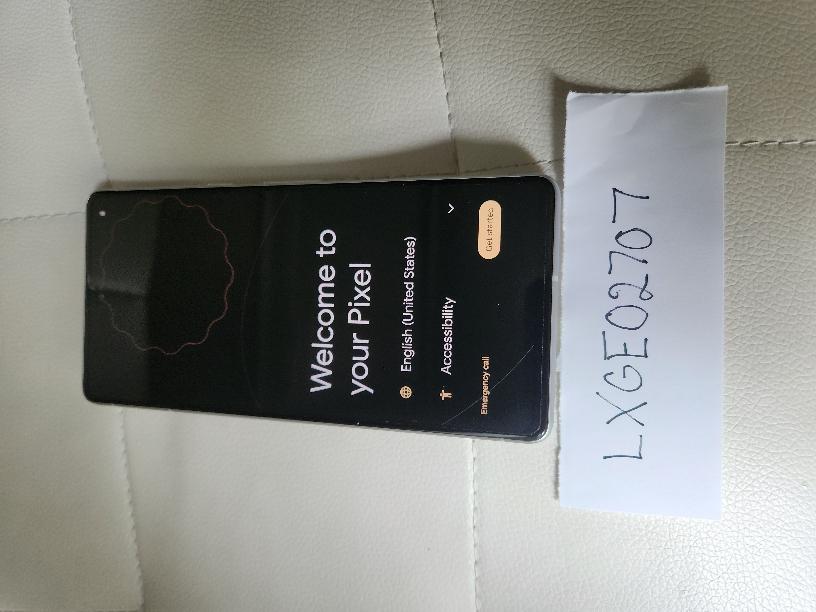 Welcome to
your Pixel
English (United States)
Accessibility
Emergency call
Get started
LXGE02707